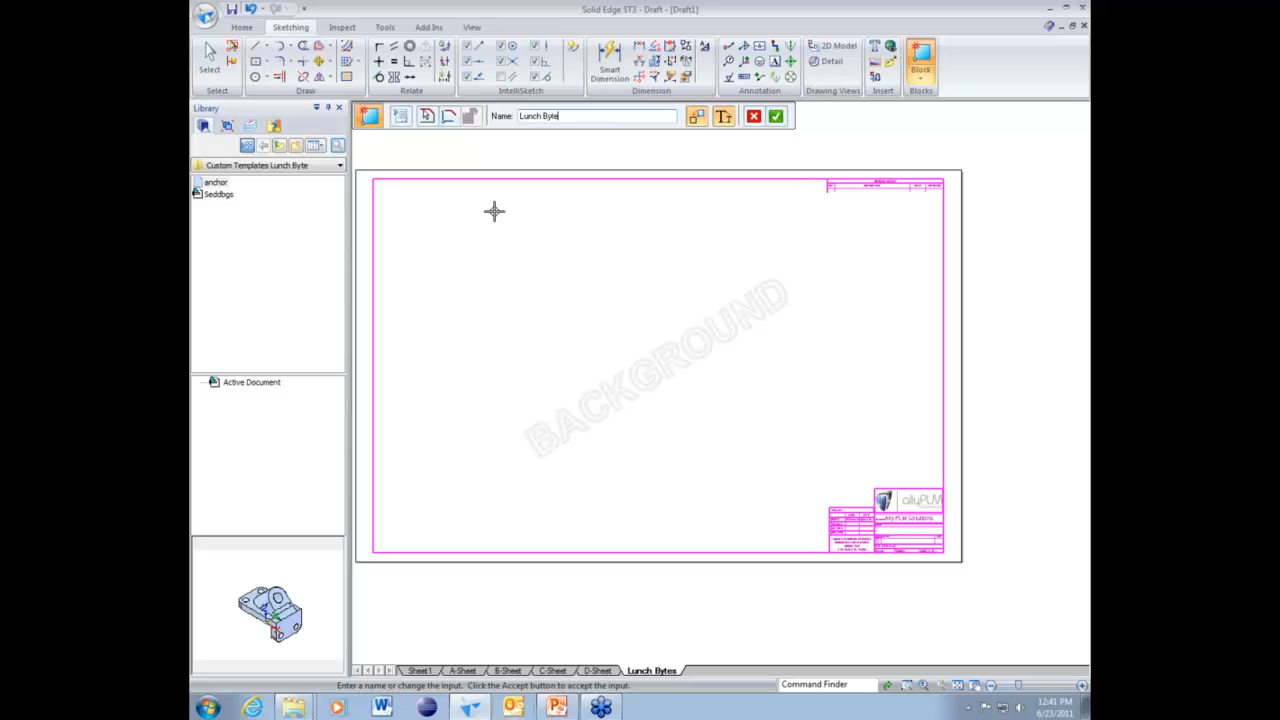 Solid Edge ST3 - Draft - [Draft1]
Home Sketching Inspect Tools Add Ins View
Select
Smart Dimension
2D Model
Detail
Block
Select Draw Relate IntelliSketch Dimension Annotation Drawing Views Insert Blocks
Library
Name: Lunch Byte
Custom Templates Lunch Byte
anchor
Seddbgs
BACKGROUND
Active Document
allyPLM
Ally PLM Solutions
Sheet1 A-Sheet B-Sheet C-Sheet D-Sheet Lunch Bytes
Enter a name or change the input. Click the Accept button to accept the input.
Command Finder
12:41 PM
6/23/2011